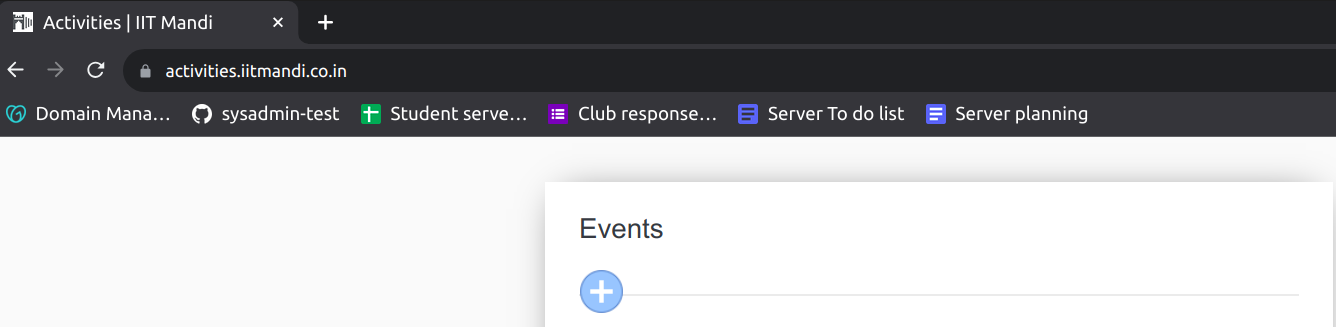 Activities | IIT Mandi
activities.iitmandi.co.in
Domain Mana... sysadmin-test Student serve... Club response... Server To do list Server planning
Events